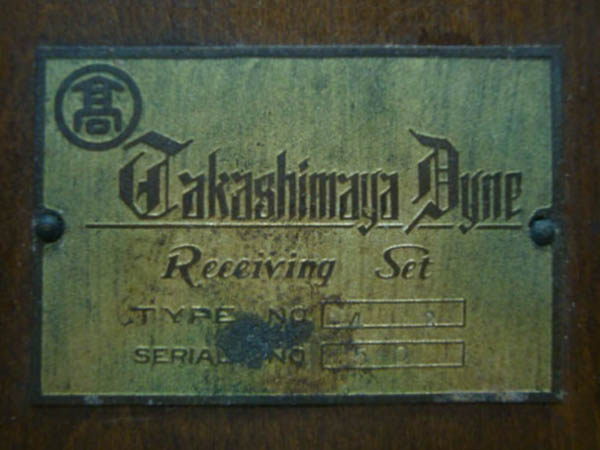 髙
Takashimaya Dyne
Receiving Set
TYPE NO
SERIAL NO